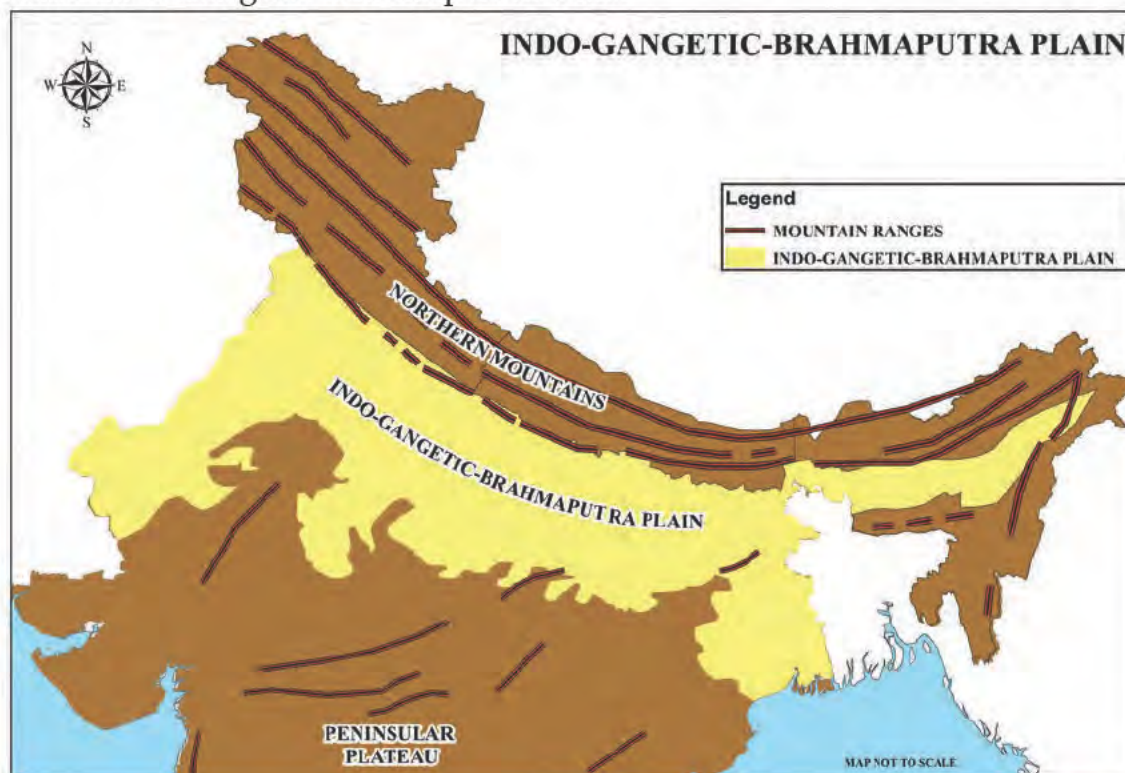 INDO-GANGETIC-BRAHMAPUTRA PLAIN
N
W E
S
Legend
MOUNTAIN RANGES
INDO-GANGETIC-BRAHMAPUTRA PLAIN
NORTHERN MOUNTAINS
INDO-GANGETIC-BRAHMAPUTRA PLAIN
PENINSULAR
PLATEAU
MAP NOT TO SCALE